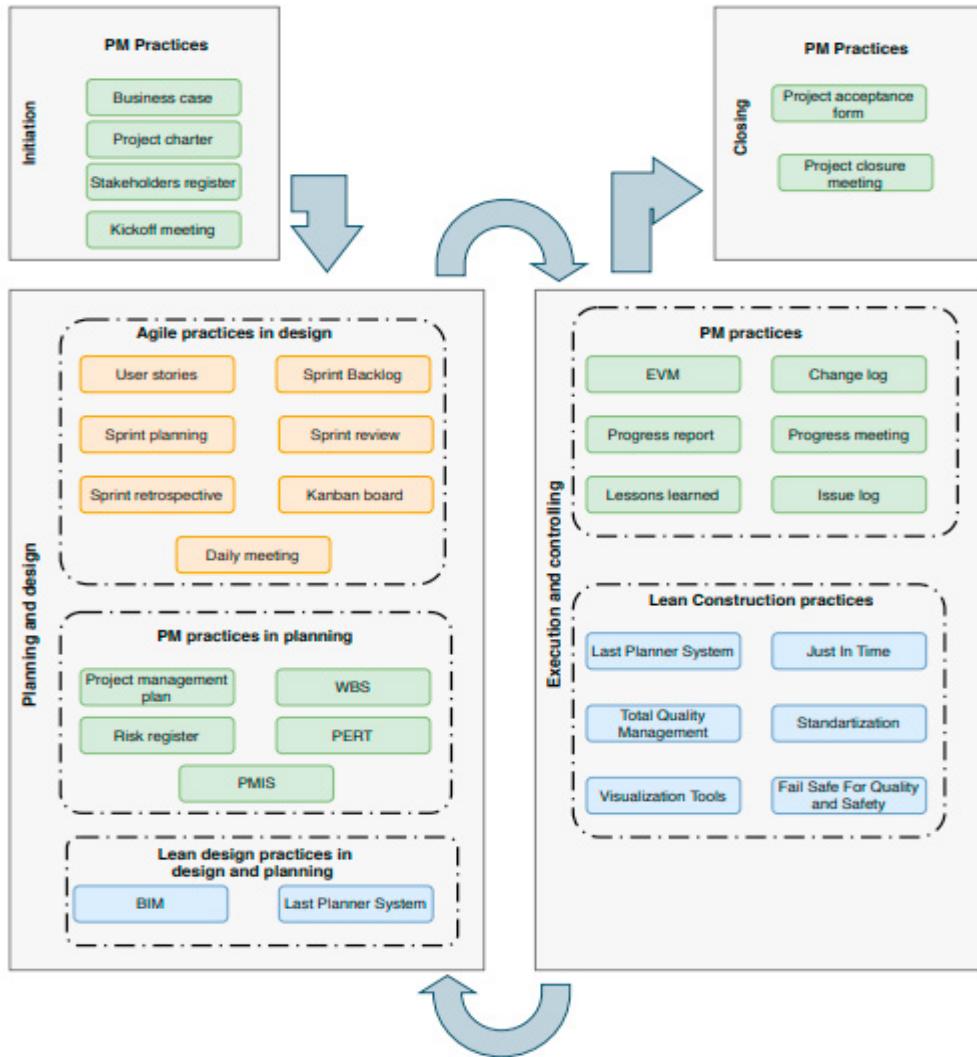 PM Practices
Initiation
Business case
Project charter
Stakeholders register
Kickoff meeting
PM Practices
Closing
Project acceptance
form
Project closure
meeting
Planning and design
Agile practices in design
User stories
Sprint Backlog
Sprint planning
Sprint review
Sprint retrospective
Kanban board
Daily meeting
PM practices in planning
Project management
plan
WBS
Risk register
PERT
PMIS
Lean design practices in
design and planning
BIM
Last Planner System
Execution and controlling
PM practices
EVM
Change log
Progress report
Progress meeting
Lessons learned
Issue log
Lean Construction practices
Last Planner System
Just In Time
Total Quality
Management
Standartization
Visualization Tools
Fail Safe For Quality
and Safety